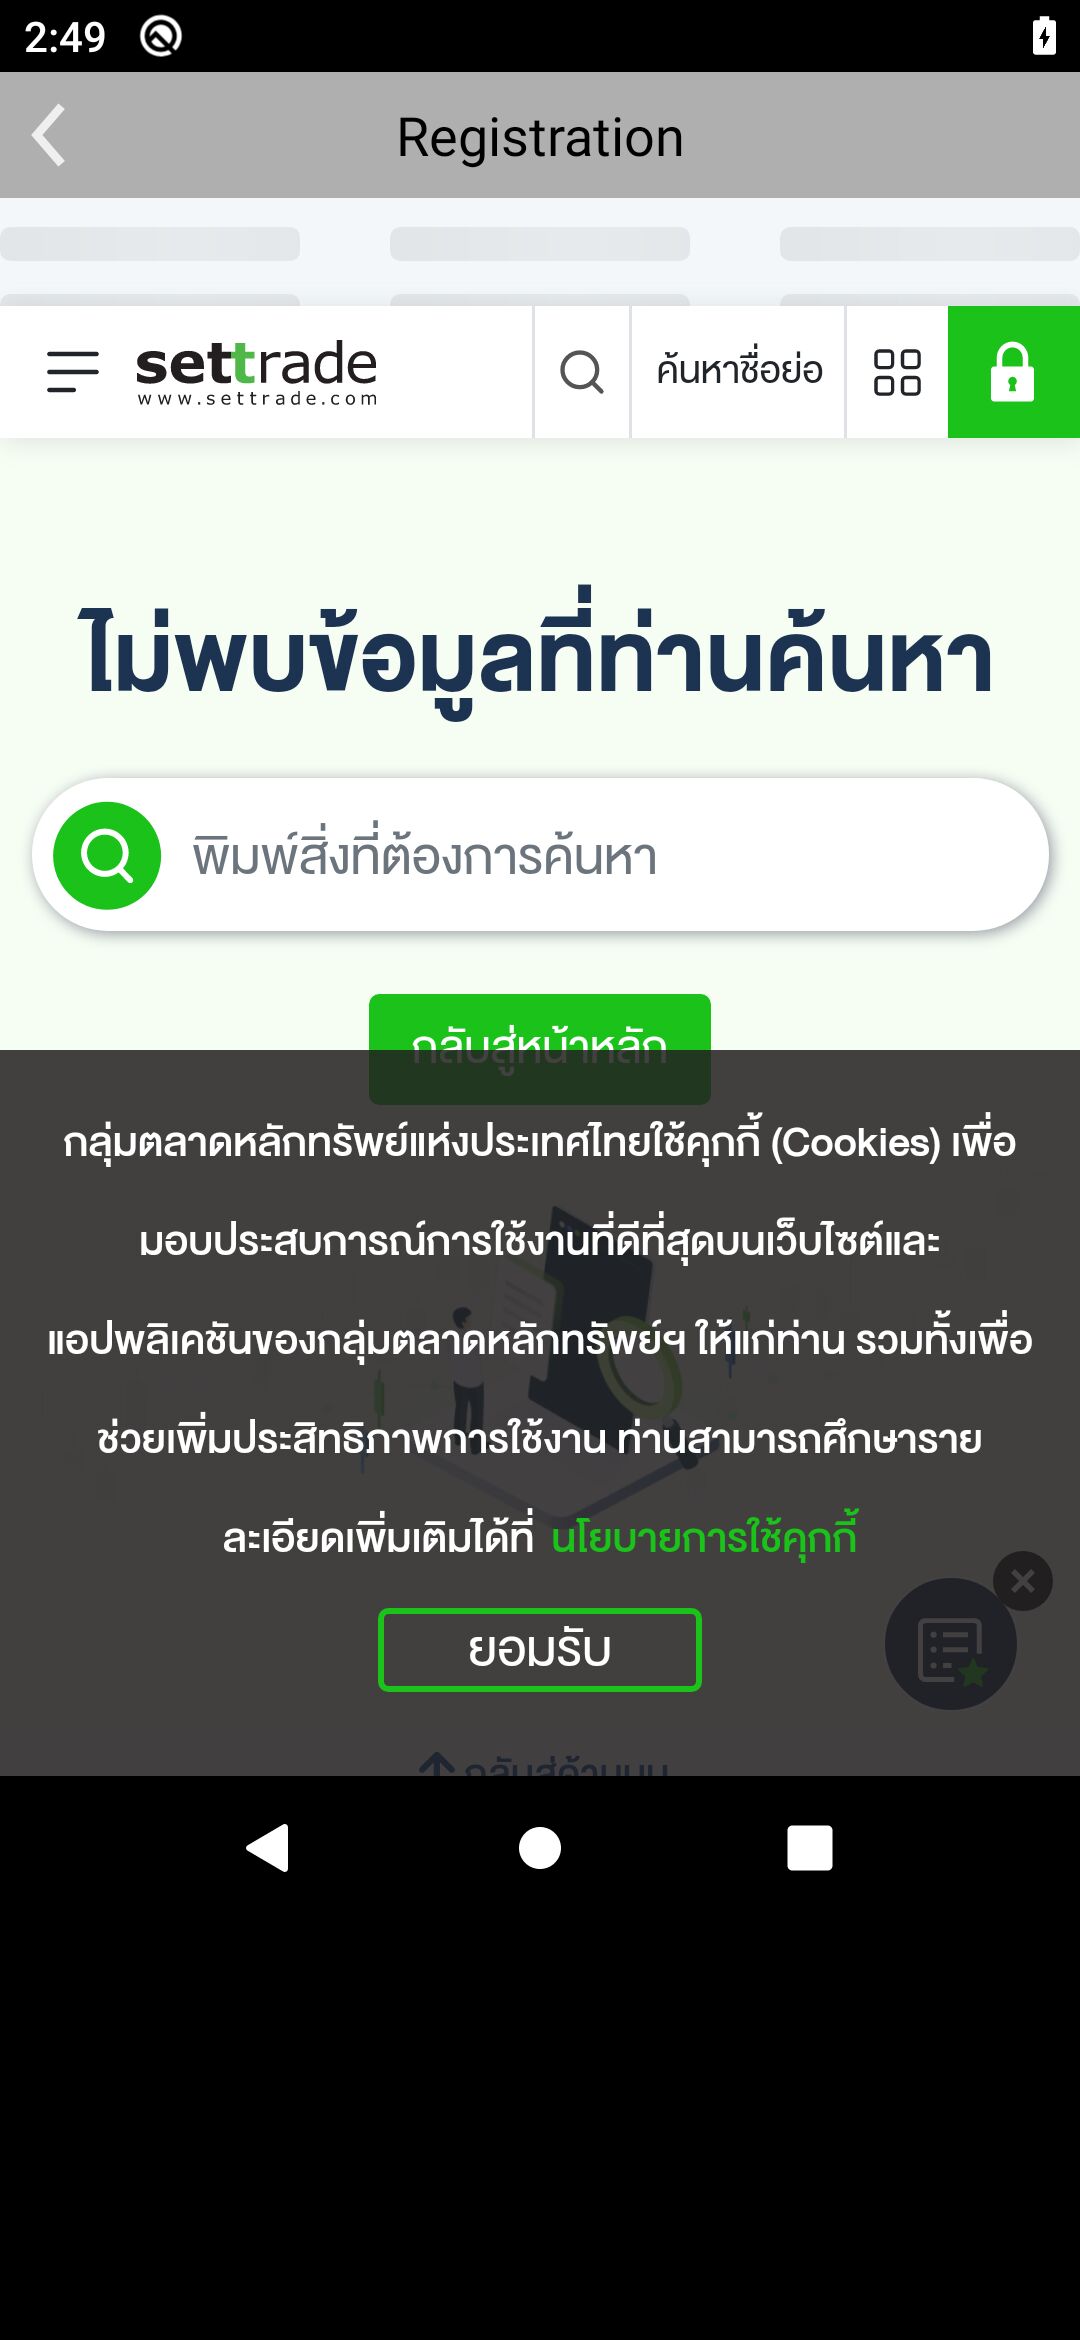 2:49
Registration
settrade
www.settrade.com
ค้นหาชื่อย่อ
ไม่พบข้อมูลที่ท่านค้นหา
พิมพ์สิ่งที่ต้องการค้นหา
กลับสู่หน้าหลัก
กลุ่มตลาดหลักทรัพย์แห่งประเทศไทยใช้คุกกี้ (Cookies) เพื่อ
มอบประสบการณ์การใช้งานที่ดีที่สุดบนเว็บไซต์และ
แอปพลิเคชันของกลุ่มตลาดหลักทรัพย์ฯ ให้แก่ท่าน รวมทั้งเพื่อ
ช่วยเพิ่มประสิทธิภาพการใช้งาน ท่านสามารถศึกษาราย
ละเอียดเพิ่มเติมได้ที่ นโยบายการใช้คุกกี้
ยอมรับ
กลับสู่ด้านบน